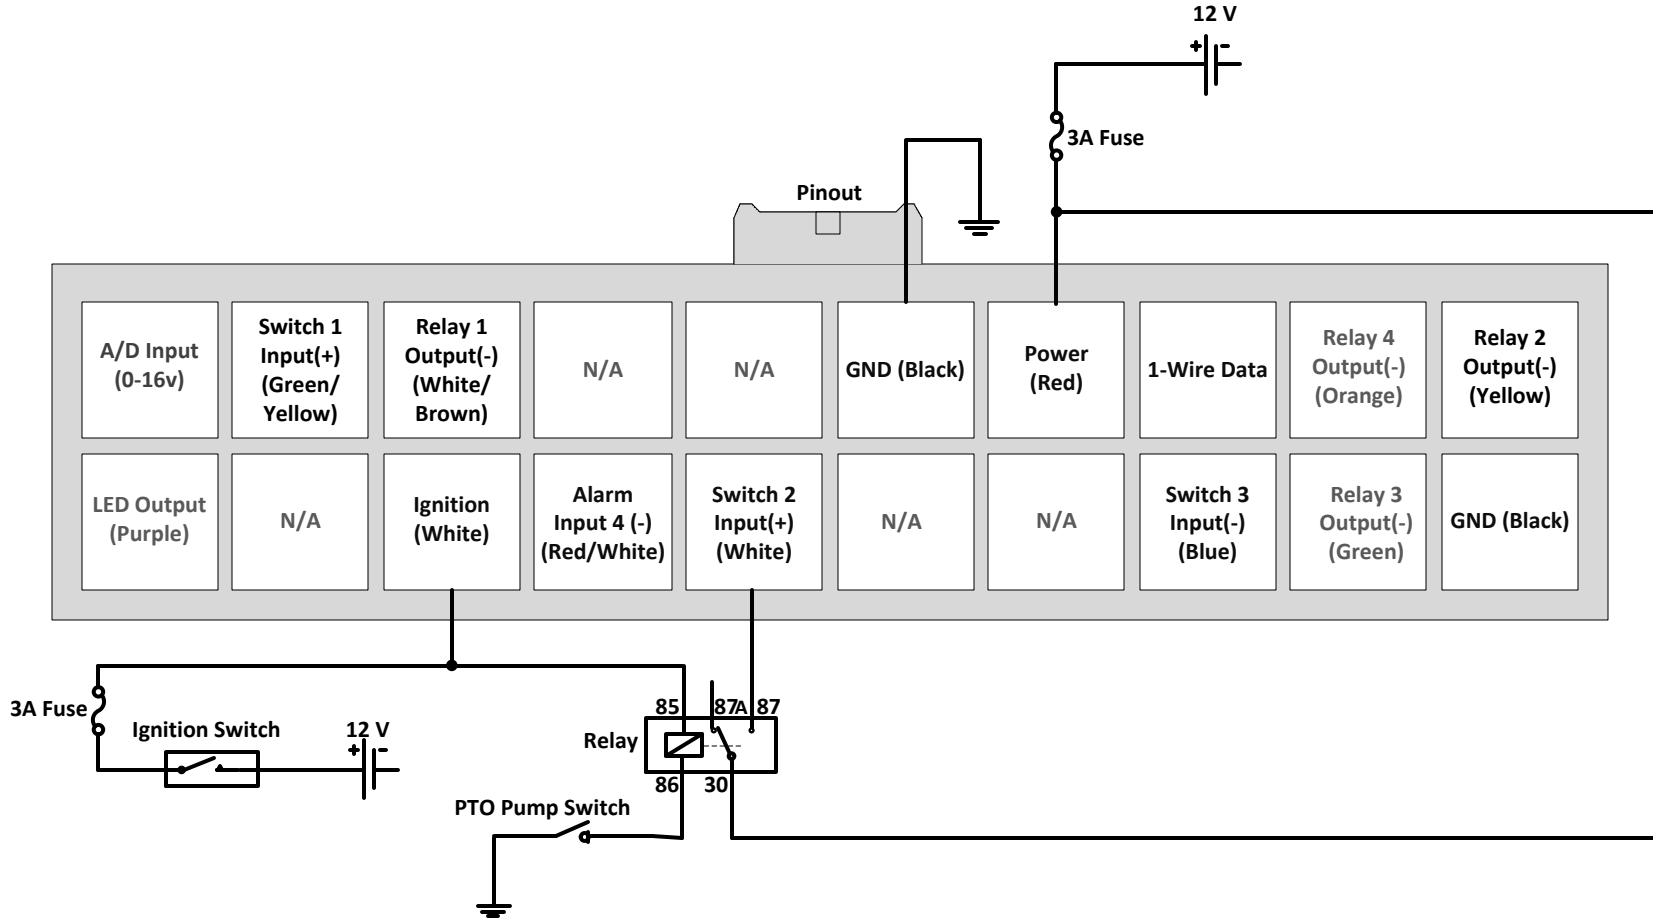 12 V
+ -
3A Fuse
Pinout
A/D Input
(0-16v)
Switch 1
Input(+)
(Green/
Yellow)
Relay 1
Output(-)
(White/
Brown)
N/A
N/A
GND (Black)
Power
(Red)
1-Wire Data
Relay 4
Output(-)
(Orange)
Relay 2
Output(-)
(Yellow)
LED Output
(Purple)
N/A
Ignition
(White)
Alarm
Input 4 (-)
(Red/White)
Switch 2
Input(+)
(White)
N/A
N/A
Switch 3
Input(-)
(Blue)
Relay 3
Output(-)
(Green)
GND (Black)
3A Fuse
Ignition Switch
12 V
+ -
85
87A
87
Relay
86
30
PTO Pump Switch